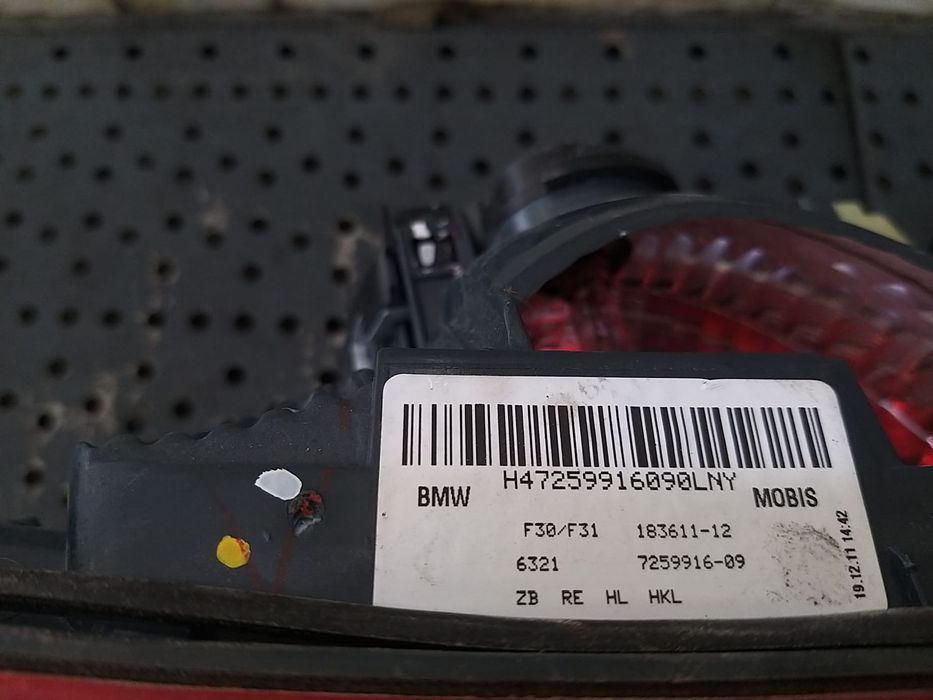 H47259916090LNY
BMW MOBIS
F30/F31 183611-12
6321 7259916-09
ZB RE HL HKL
19.12.11 14:42